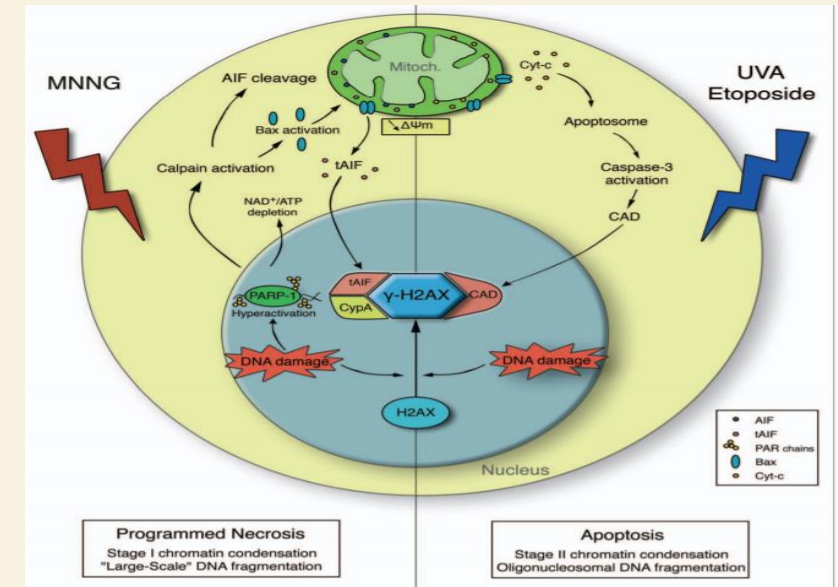 MNNG
UVA
Etoposide
AIF cleavage
Mitoch.
Cyt-c
Bax activation
ΔΨm
Apoptosome
Calpain activation
tAIF
Caspase-3
activation
NAD+/ATP
depletion
CAD
PARP-1
Hyperactivation
tAIF
CypA
γ-H2AX
CAD
DNA damage
DNA damage
H2AX
Nucleus
AIF
tAIF
PAR chains
Bax
Cyt-c
Programmed Necrosis
Stage I chromatin condensation
"Large-Scale" DNA fragmentation
Apoptosis
Stage II chromatin condensation
Oligonucleosomal DNA fragmentation